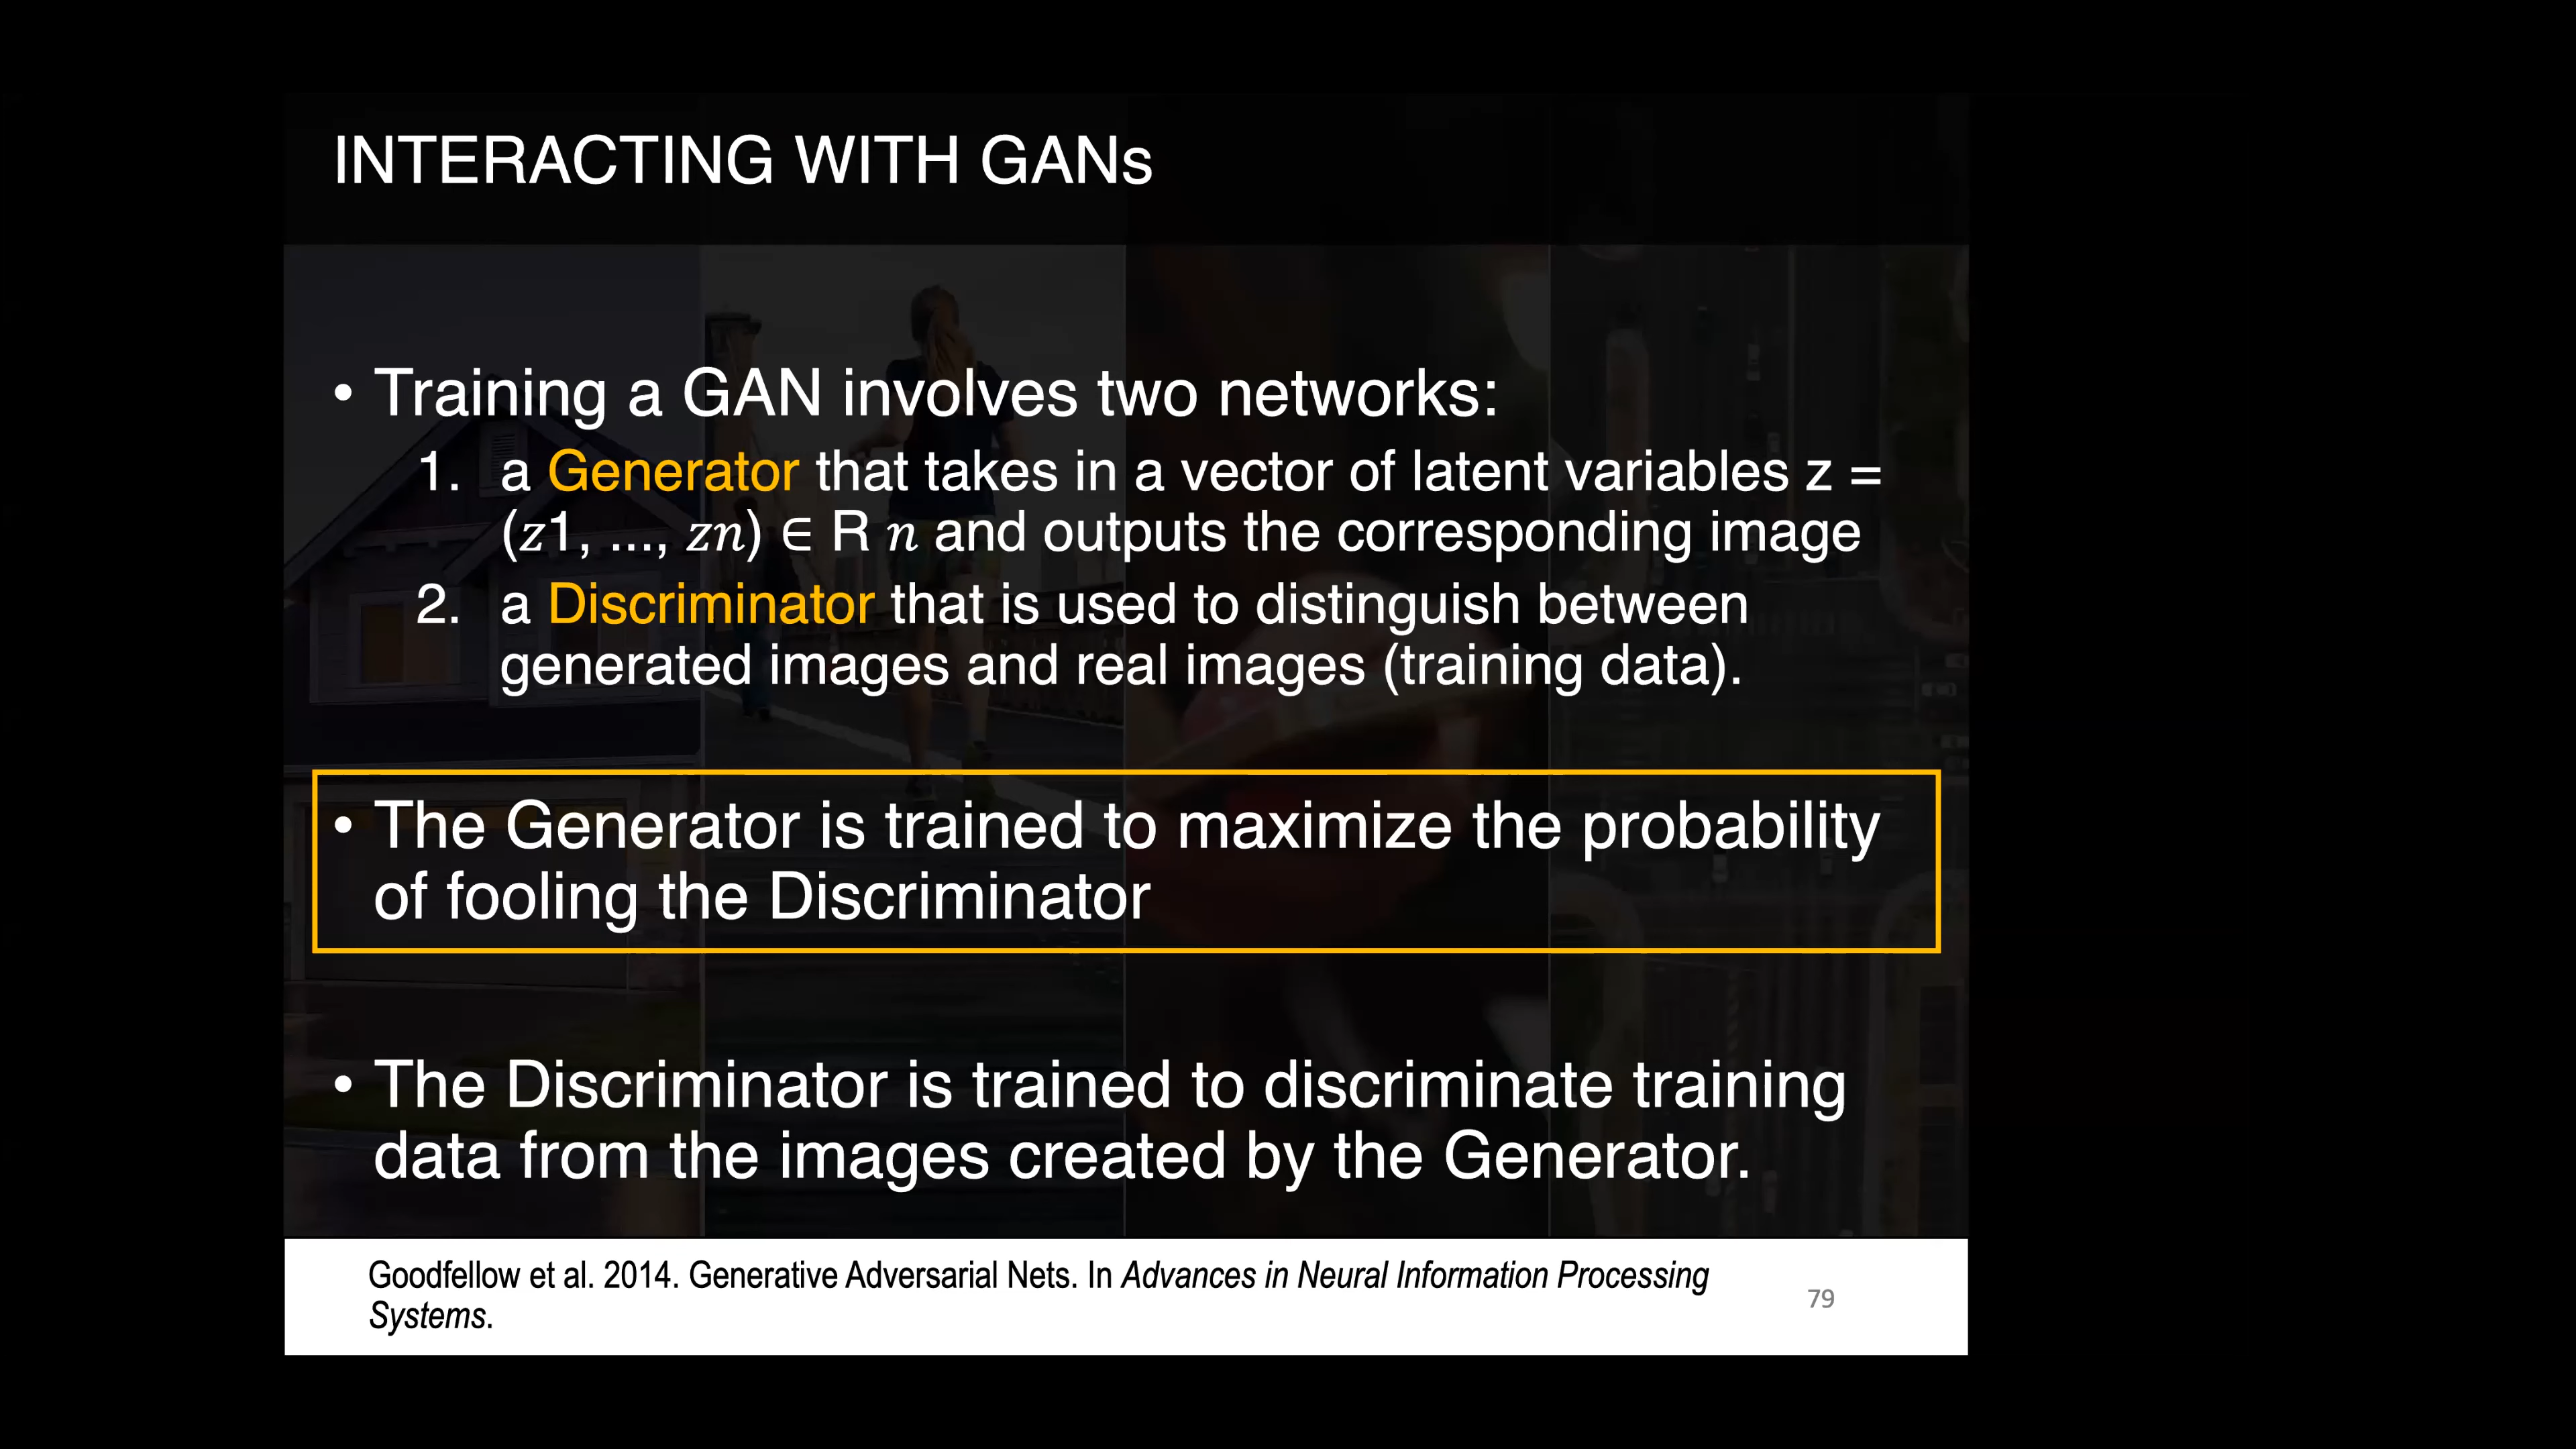 INTERACTING WITH GANs
• Training a GAN involves two networks:
1. a Generator that takes in a vector of latent variables z =
(𝑧1, ..., 𝑧𝑛) ∈ R 𝑛 and outputs the corresponding image
2. a Discriminator that is used to distinguish between
generated images and real images (training data).
• The Generator is trained to maximize the probability
of fooling the Discriminator
• The Discriminator is trained to discriminate training
data from the images created by the Generator.
Goodfellow et al. 2014. Generative Adversarial Nets. In Advances in Neural Information Processing
Systems.
79